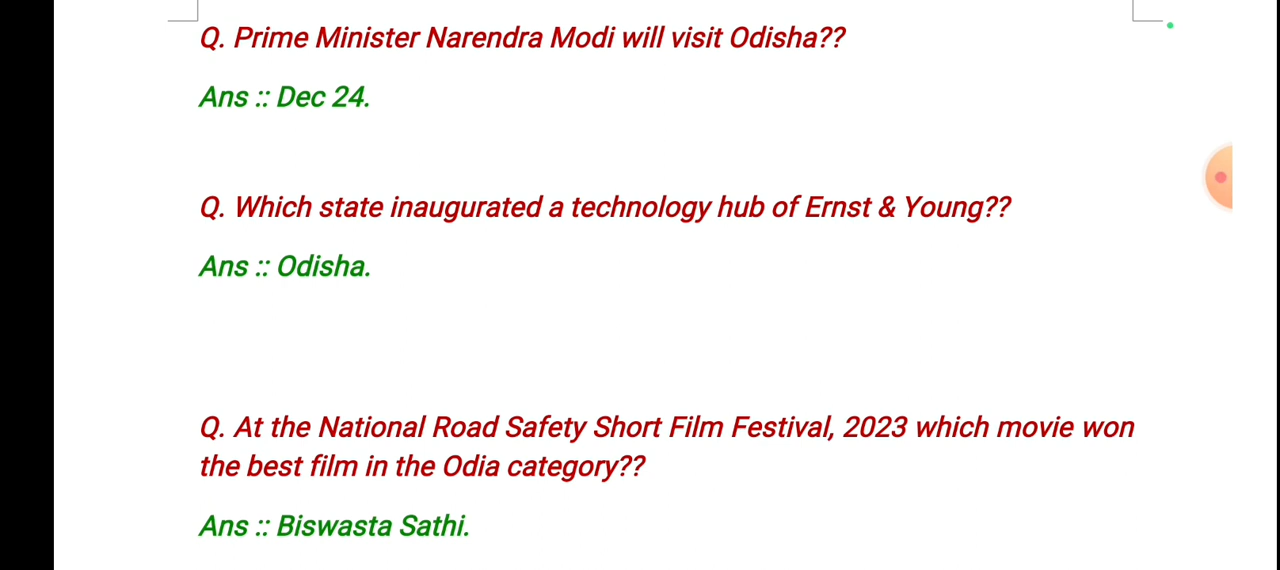 Q. Prime Minister Narendra Modi will visit Odisha??
Ans :: Dec 24.
Q. Which state inaugurated a technology hub of Ernst & Young??
Ans :: Odisha.
Q. At the National Road Safety Short Film Festival, 2023 which movie won
the best film in the Odia category??
Ans :: Biswasta Sathi.